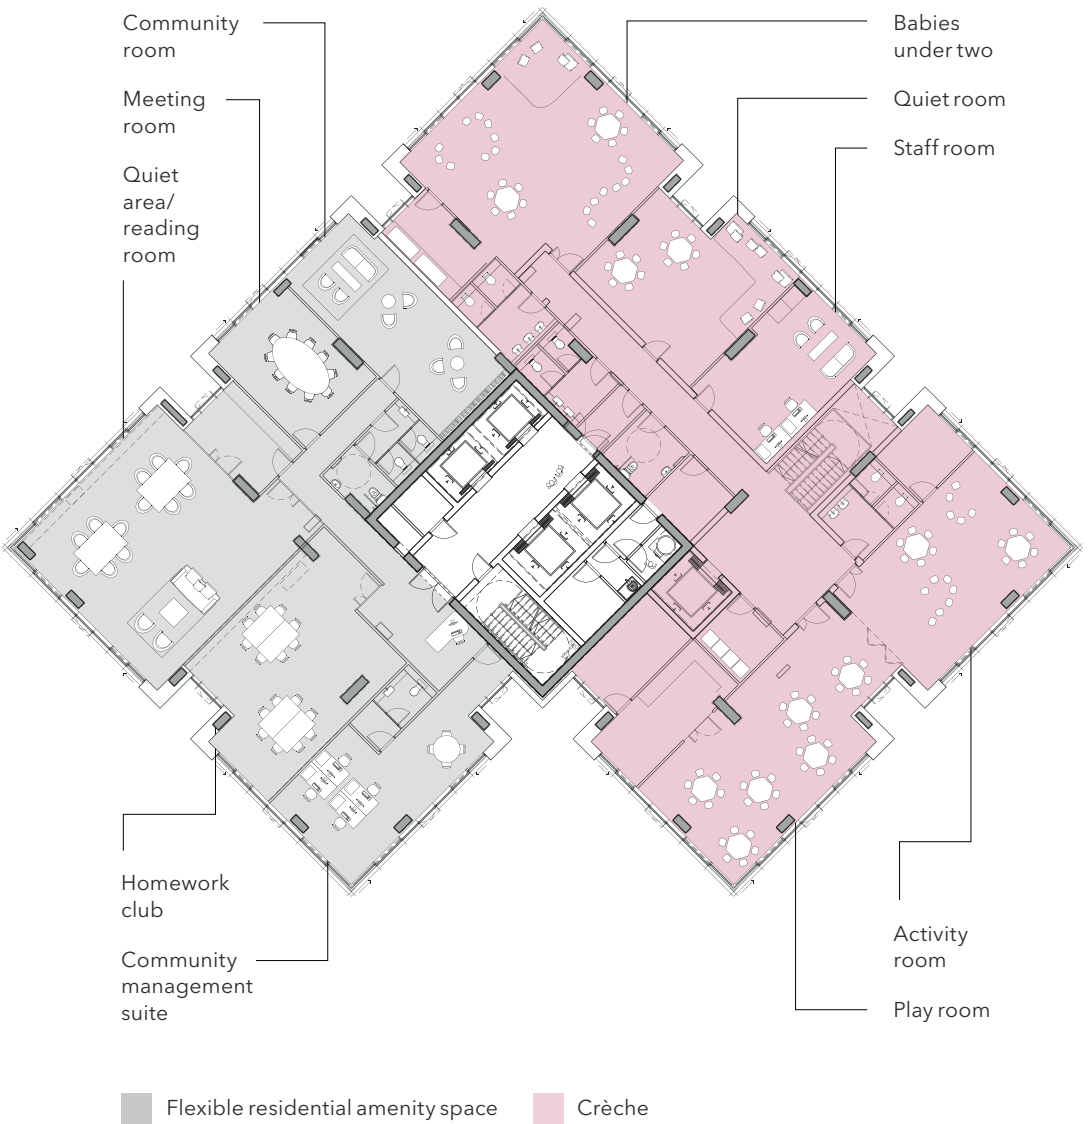 Community
room
Meeting
room
Quiet
area/
reading
room
Babies
under two
Quiet room
Staff room
Homework
club
Community
management
suite
Activity
room
Play room
Flexible residential amenity space
Crèche